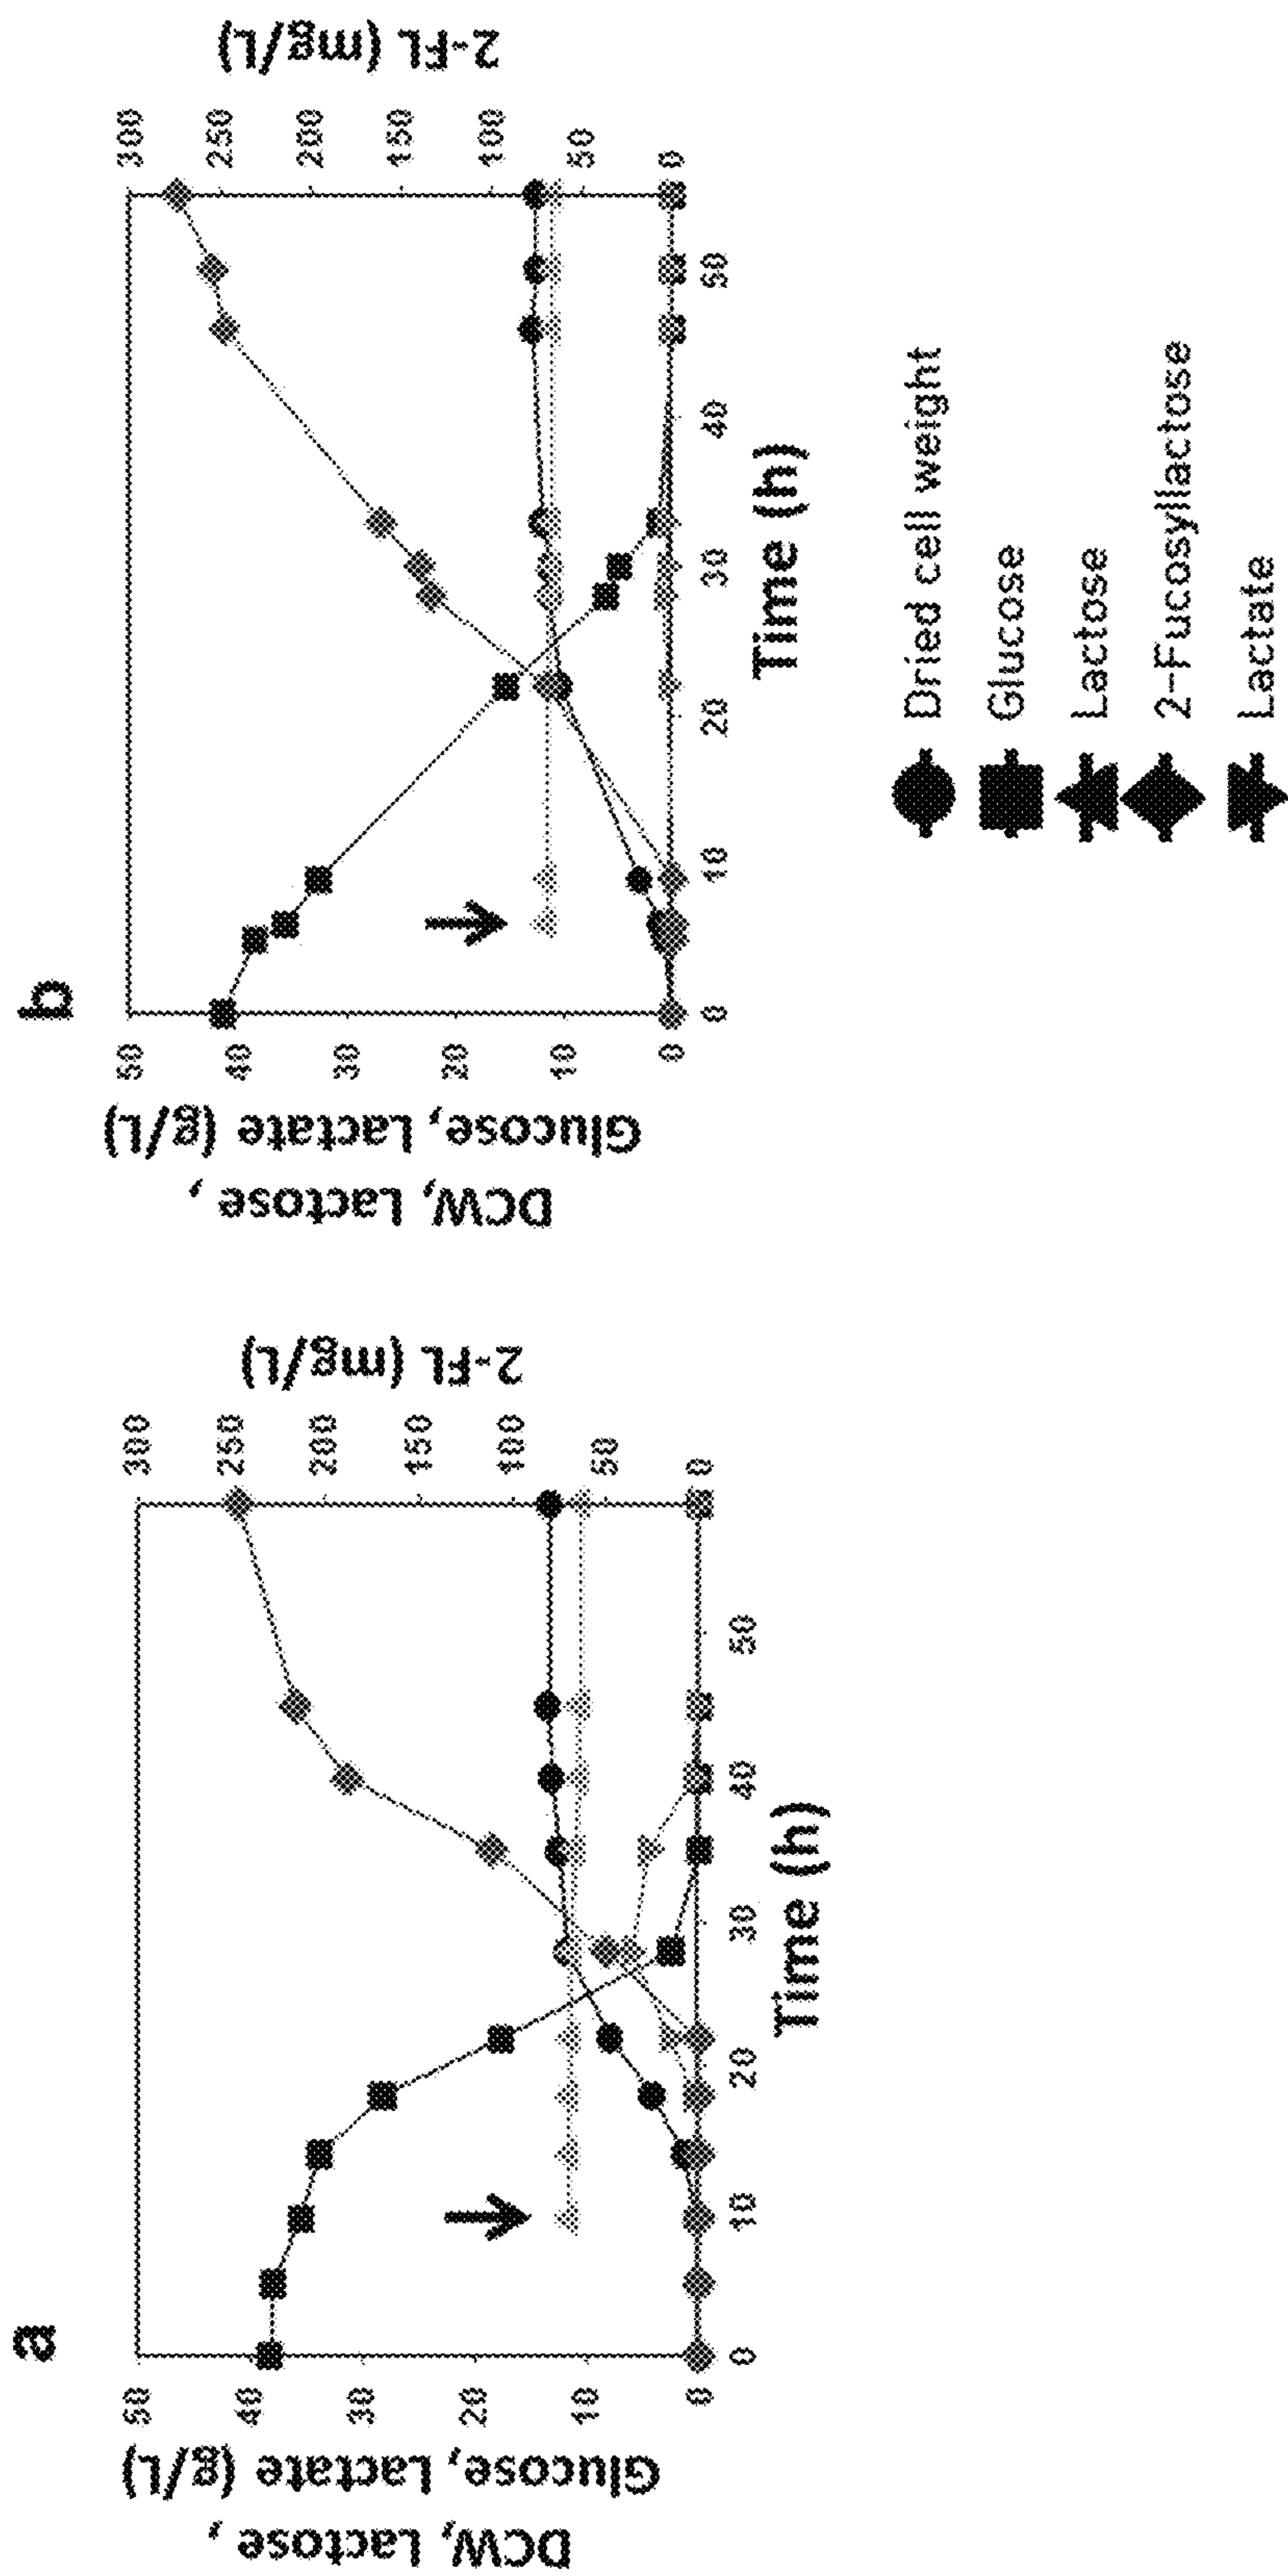 a
DCW, Lactose ,
Glucose, Lactate (g/L)
50
40
30
20
10
0
0
10
20
30
40
50
Time (h)
300
250
200
150
100
50
0
2-FL (mg/L)
b
DCW, Lactose ,
Glucose, Lactate (g/L)
50
40
30
20
10
0
0
10
20
30
40
50
Time (h)
300
250
200
150
100
50
0
2-FL (mg/L)
Dried cell weight
Glucose
Lactose
2-Fucosyllactose
Lactate